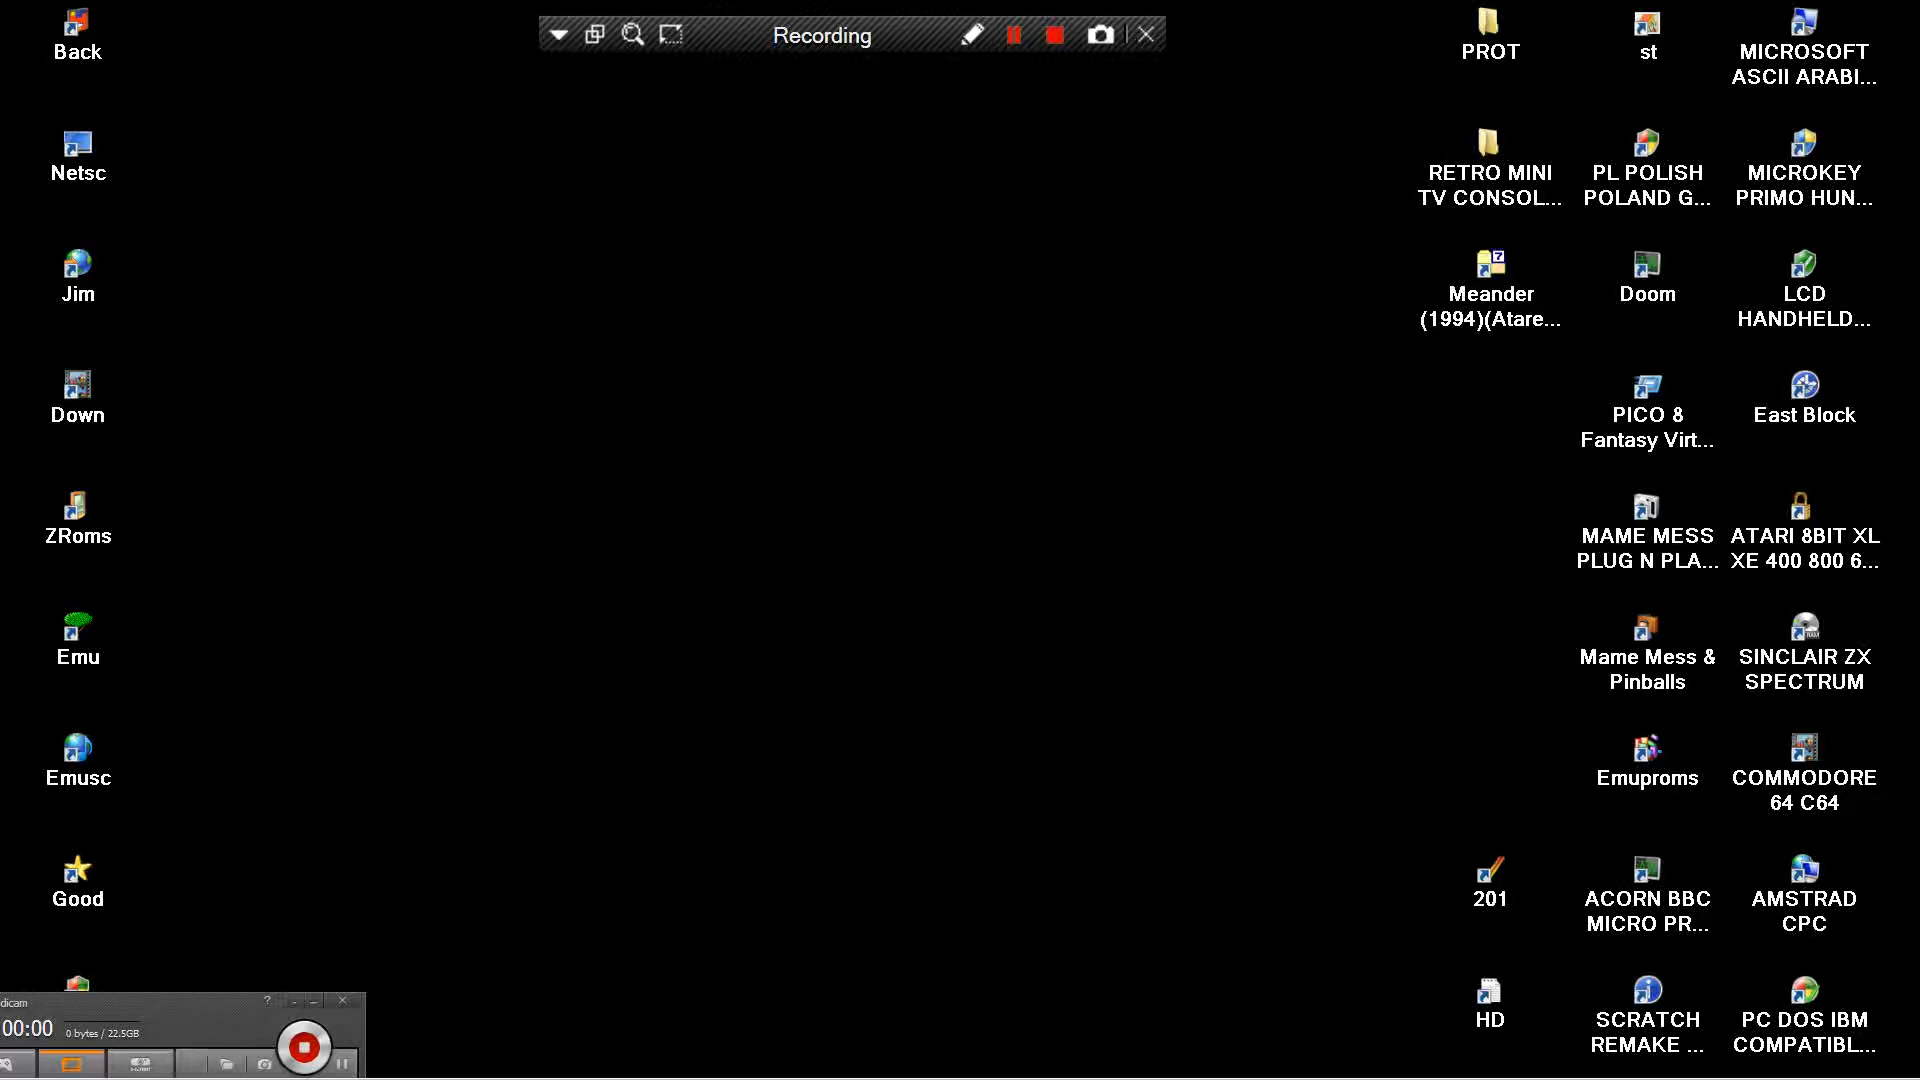 Recording
Back
Netsc
Jim
Down
ZRoms
Emu
Emusc
Good
PROT
st
MICROSOFT
ASCII ARABI...
RETRO MINI
TV CONSOL...
PL POLISH
POLAND G...
MICROKEY
PRIMO HUN...
Meander
(1994)(Atare...
Doom
LCD
HANDHELD...
PICO 8
Fantasy Virt...
East Block
MAME MESS
PLUG N PLA...
ATARI 8BIT XL
XE 400 800 6...
Mame Mess &
Pinballs
SINCLAIR ZX
SPECTRUM
Emuproms
COMMODORE
64 C64
201
ACORN BBC
MICRO PR...
AMSTRAD
CPC
HD
SCRATCH
REMAKE ...
PC DOS IBM
COMPATIBL...
dicam
00:00
0 bytes / 22.5GB